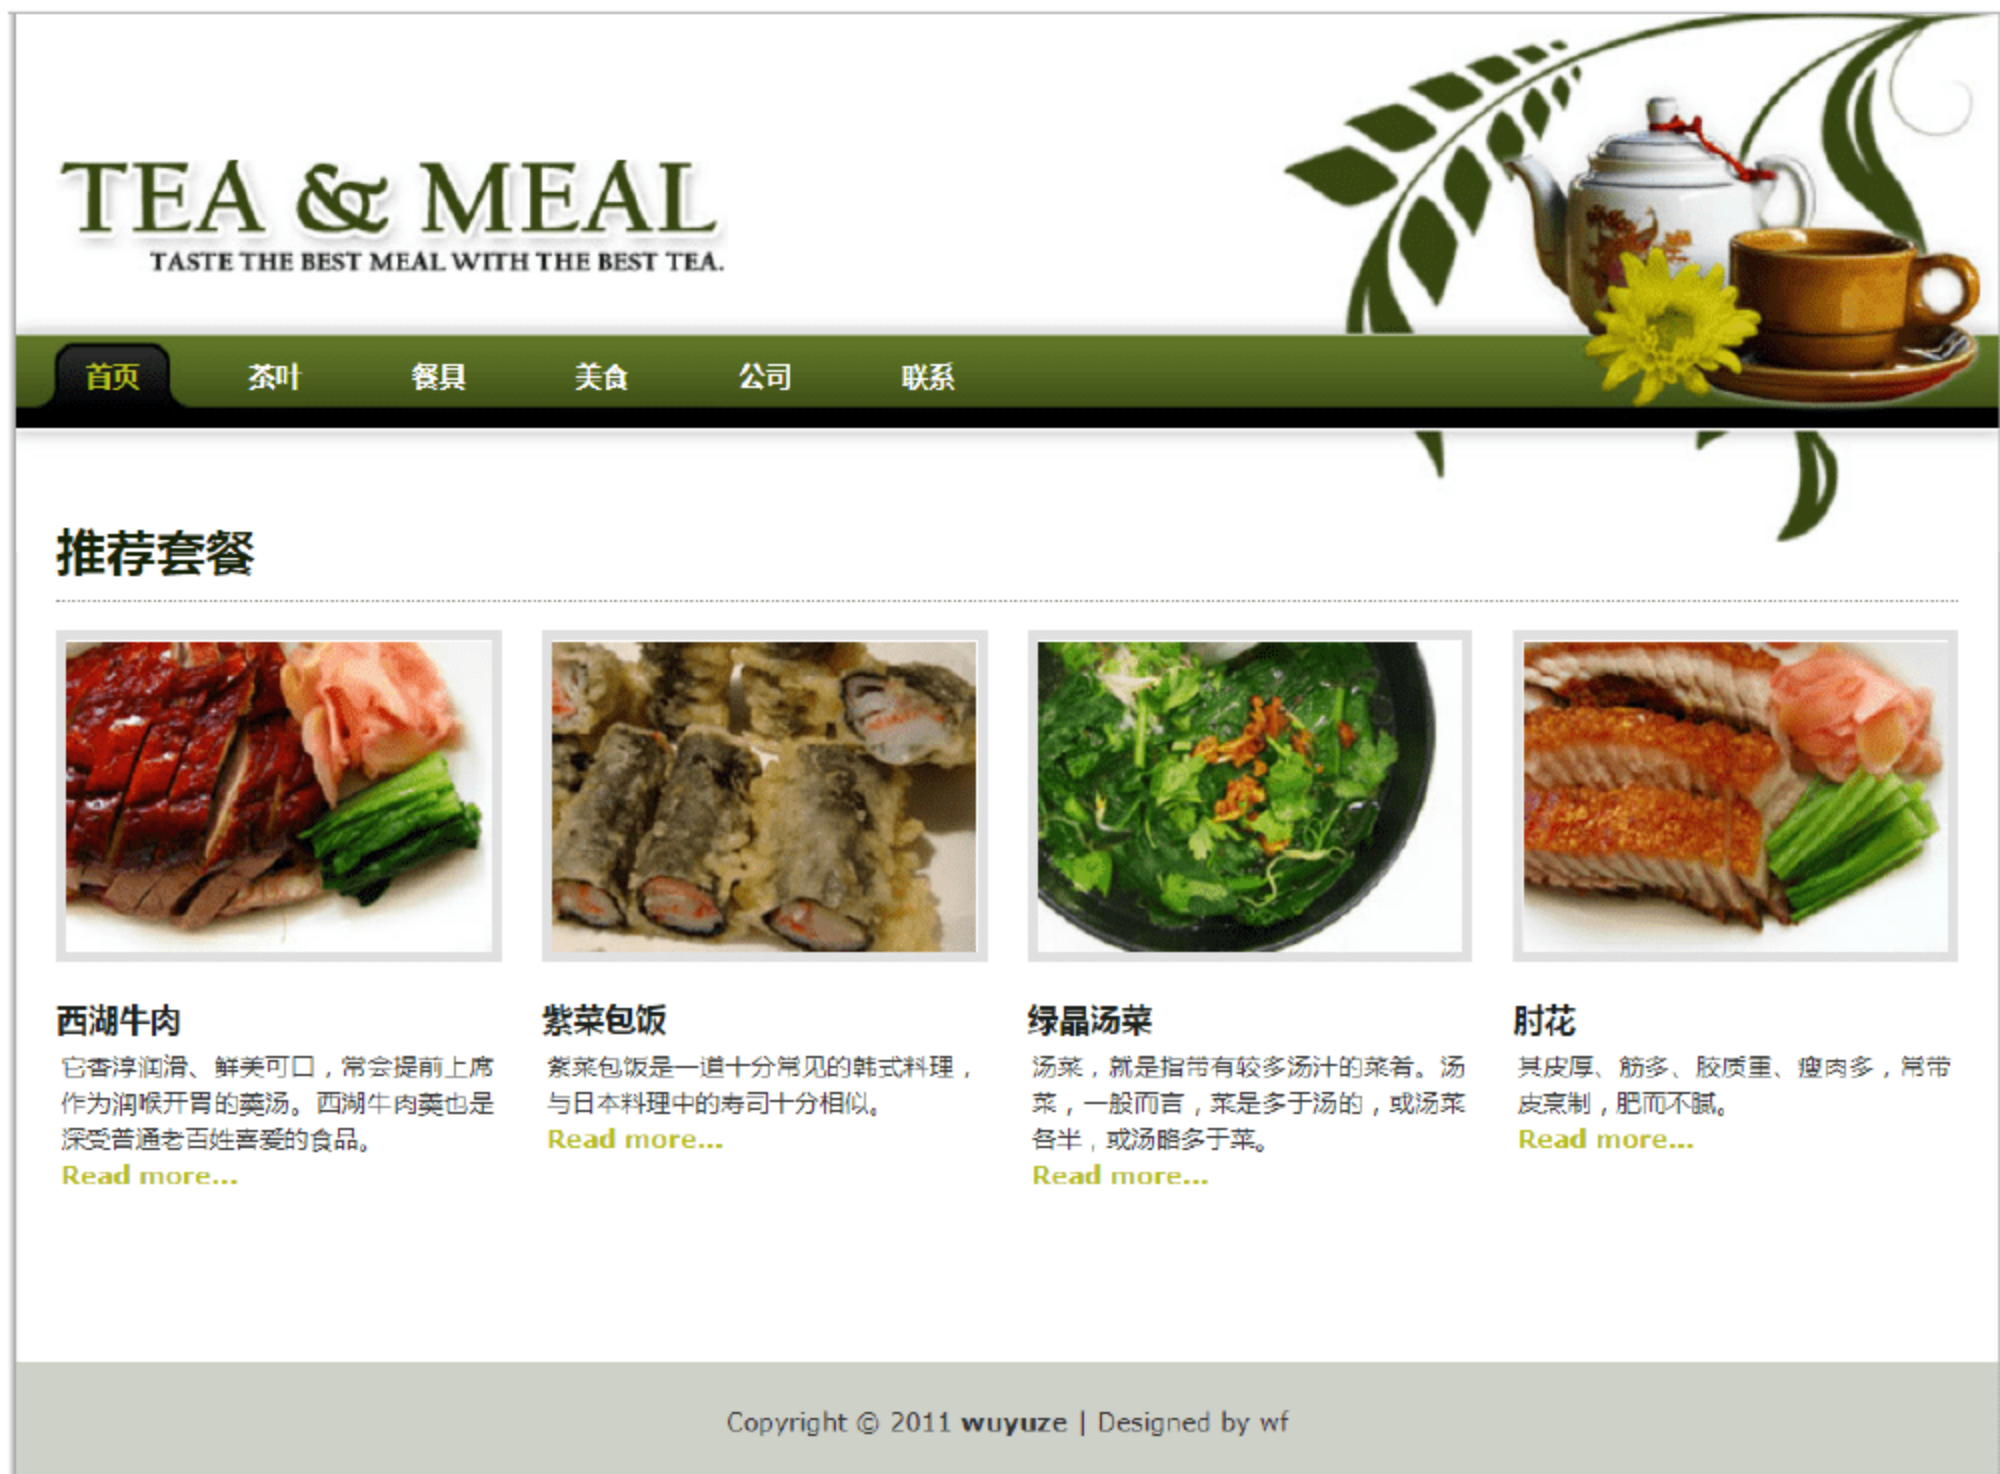 TEA & MEAL
TASTE THE BEST MEAL WITH THE BEST TEA.
首页 茶叶 餐具 美食 公司 联系
推荐套餐
西湖牛肉
它香淳润滑、鲜美可口，常会提前上席
作为润喉开胃的羹汤。西湖牛肉羹也是
深受普通老百姓喜爱的食品。
Read more...
紫菜包饭
紫菜包饭是一道十分常见的韩式料理，
与日本料理中的寿司十分相似。
Read more...
绿晶汤菜
汤菜，就是指带有较多汤汁的菜肴。汤
菜，一般而言，菜是多于汤的，或汤菜
各半，或汤略多于菜。
Read more...
肘花
其皮厚、筋多、胶质重、瘦肉多，常带
皮烹制，肥而不腻。
Read more...
Copyright © 2011 wuyuze | Designed by wf